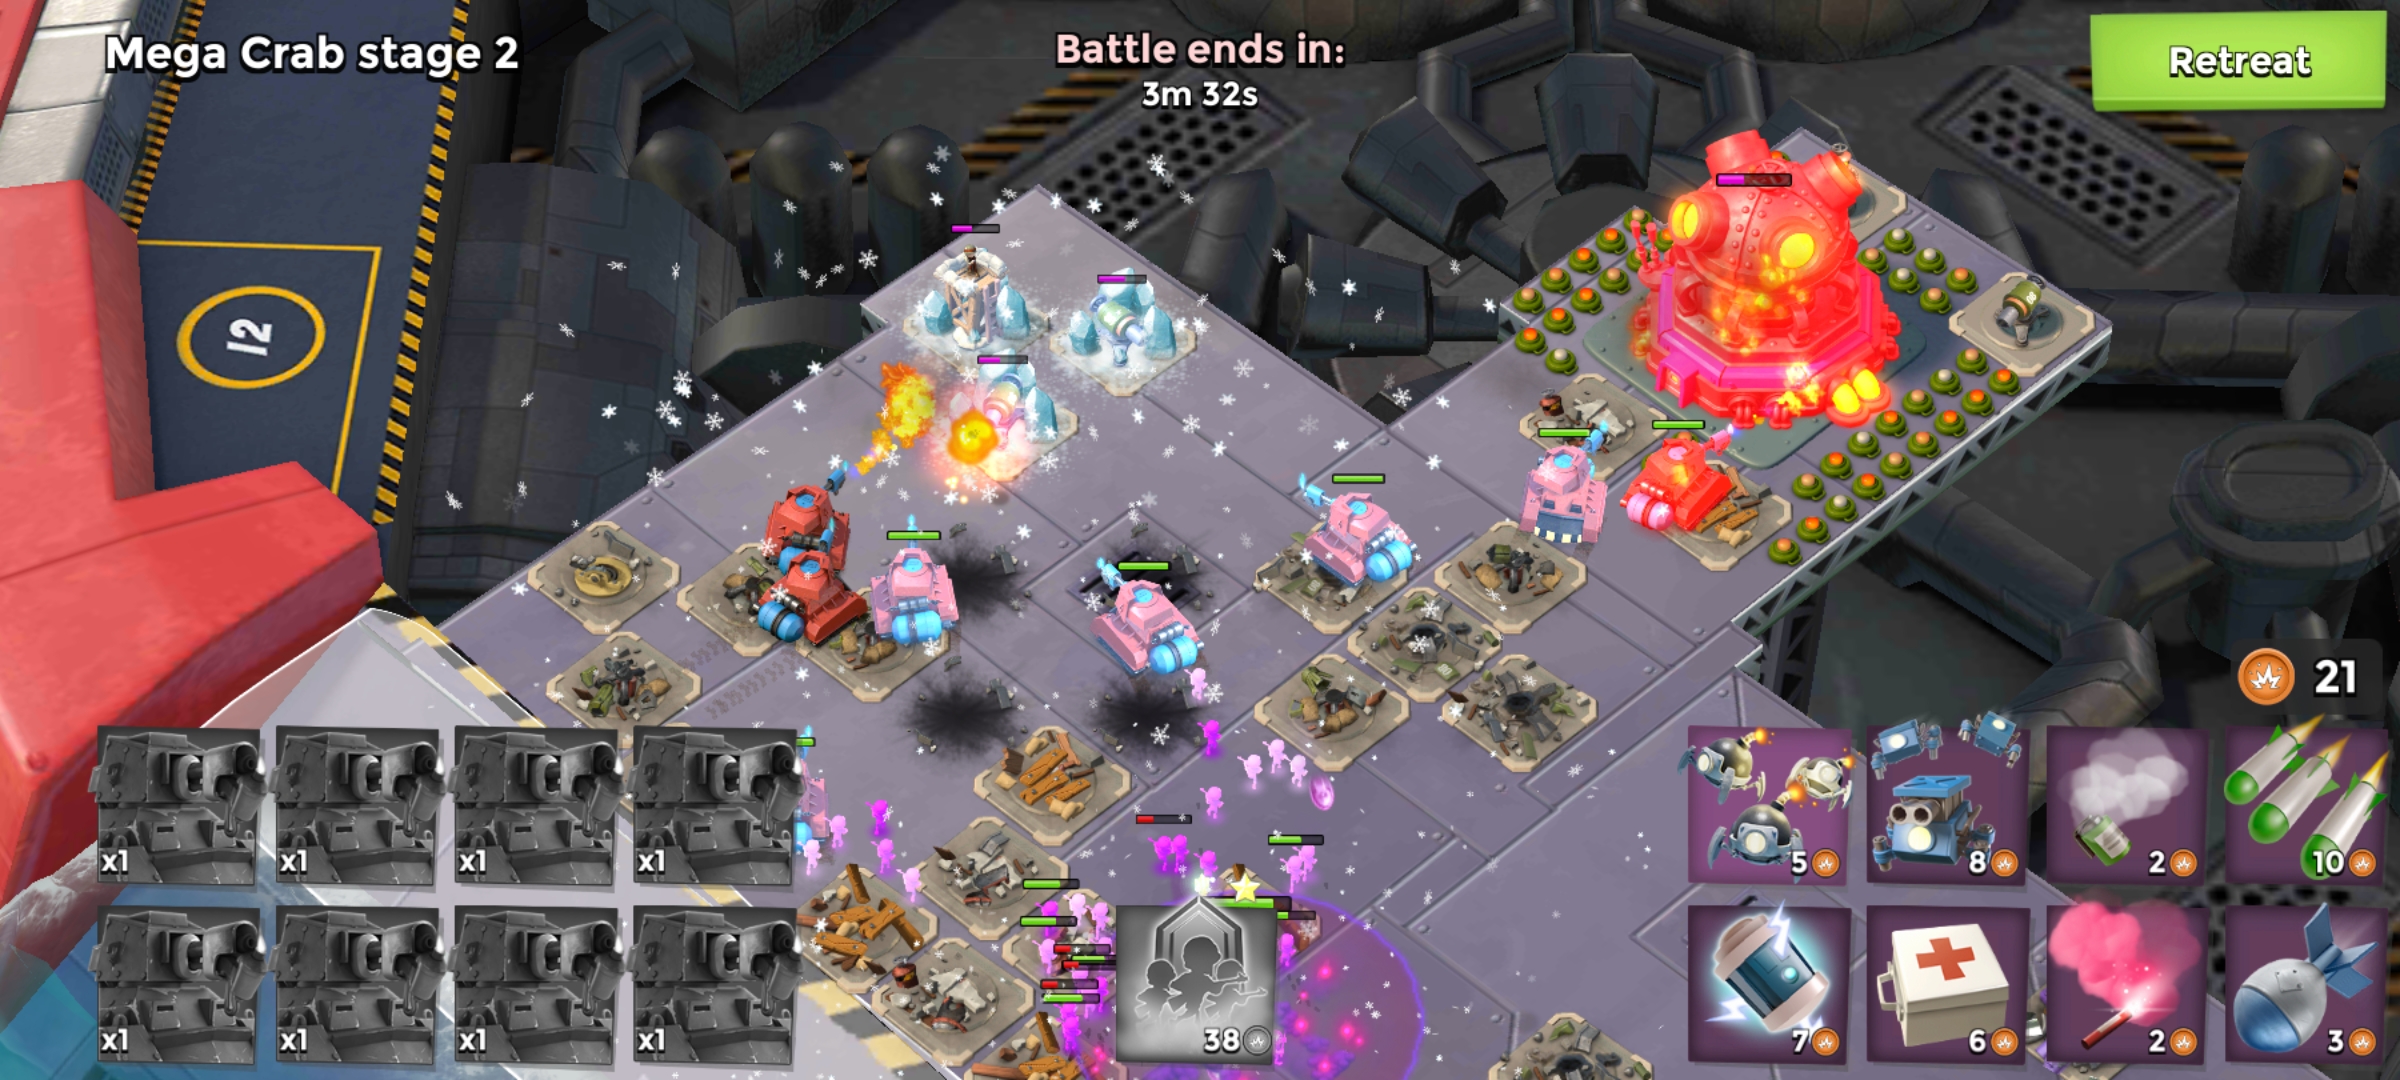 Mega Crab stage 2
Battle ends in:
3m 32s
Retreat
12
21
x1
x1
x1
x1
5
8
2
10
x1
x1
x1
x1
38
7
6
2
3